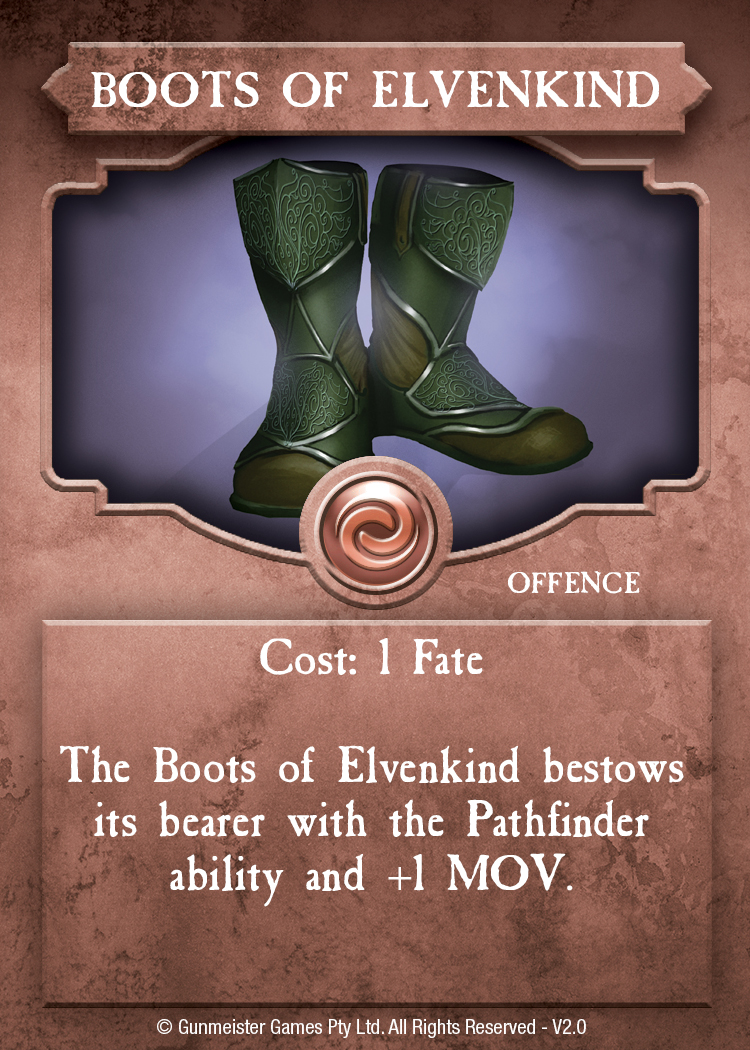 BOOTS OF ELVENKIND
OFFENCE
Cost: 1 Fate
The Boots of Elvenkind bestows
its bearer with the Pathfinder
ability and +1 MOV.
© Gunmeister Games Pty Ltd. All Rights Reserved - V2.0